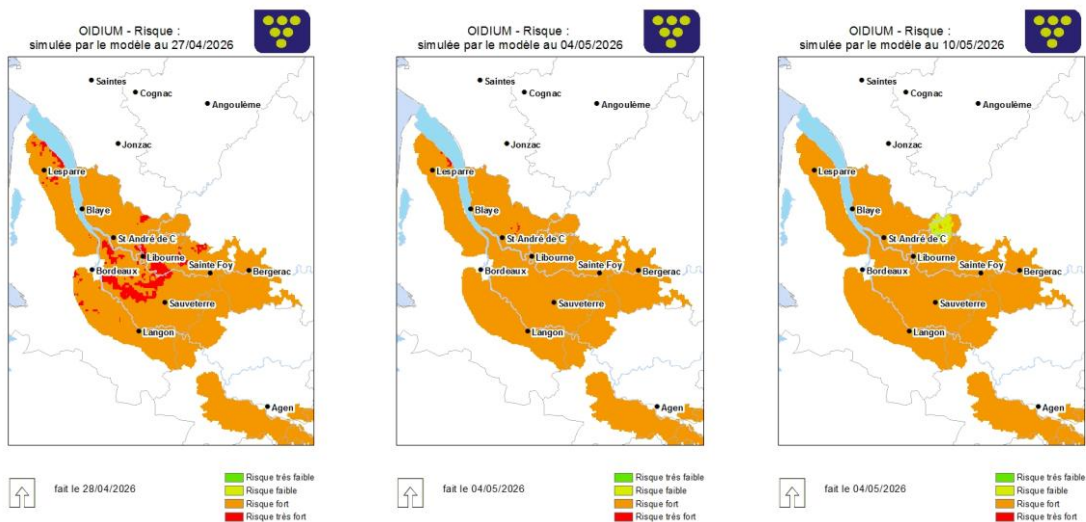 OIDIUM - Risque :
simulée par le modèle au 27/04/2026
Saintes
Cognac
Angoulème
Jonzac
Lesparre
Blaye
St André de C
Libourne
Sainte Foy
Bordeaux
Bergerac
Sauveterre
Langon
Agen
fait le 28/04/2026
Risque trés faible
Risque faible
Risque fort
Risque très fort
OIDIUM - Risque :
simulée par le modèle au 04/05/2026
Saintes
Cognac
Angoulème
Jonzac
Lesparre
Blaye
St André de C
Libourne
Sainte Foy
Bordeaux
Bergerac
Sauveterre
Langon
Agen
fait le 04/05/2026
Risque trés faible
Risque faible
Risque fort
Risque très fort
OIDIUM - Risque :
simulée par le modèle au 10/05/2026
Saintes
Cognac
Angoulème
Jonzac
Lesparre
Blaye
St André de C
Libourne
Sainte Foy
Bordeaux
Bergerac
Sauveterre
Langon
Agen
fait le 04/05/2026
Risque trés faible
Risque faible
Risque fort
Risque très fort